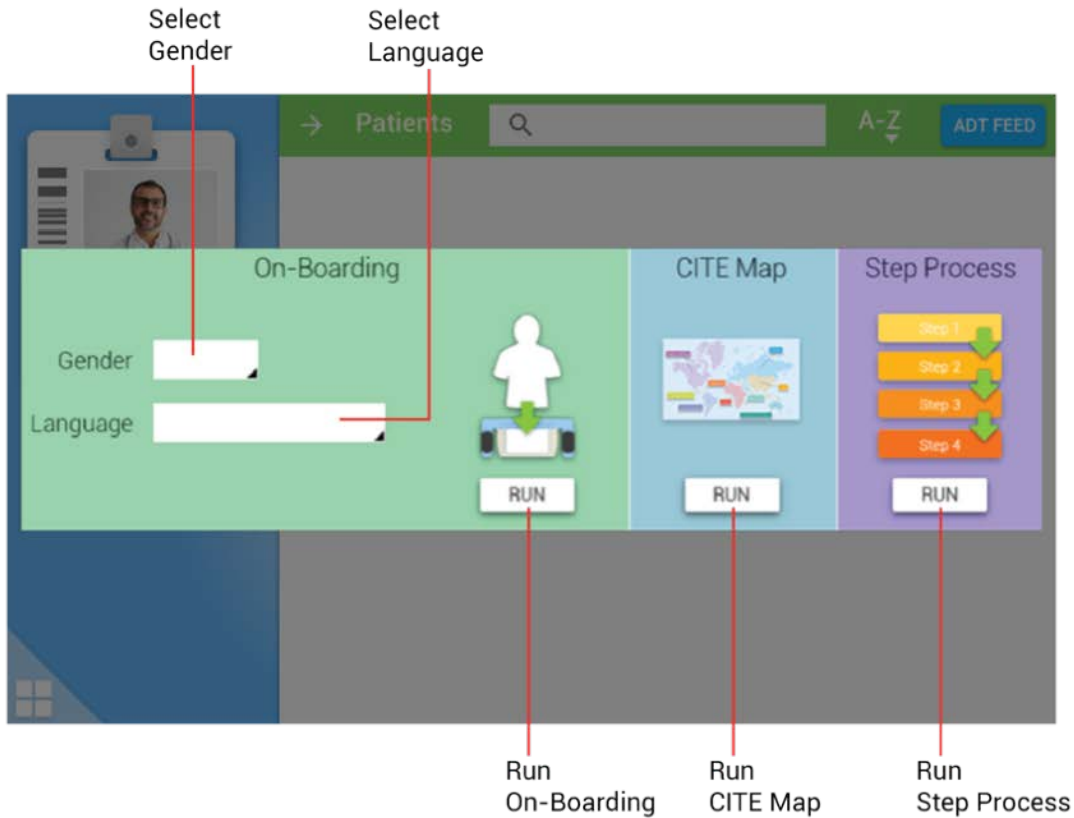 Select
Gender
Select
Language
Patients
A-Z
ADT FEED
On-Boarding
CITE Map
Step Process
Gender
Language
Step 1
Step 2
Step 3
Step 4
RUN
RUN
RUN
Run
On-Boarding
Run
CITE Map
Run
Step Process